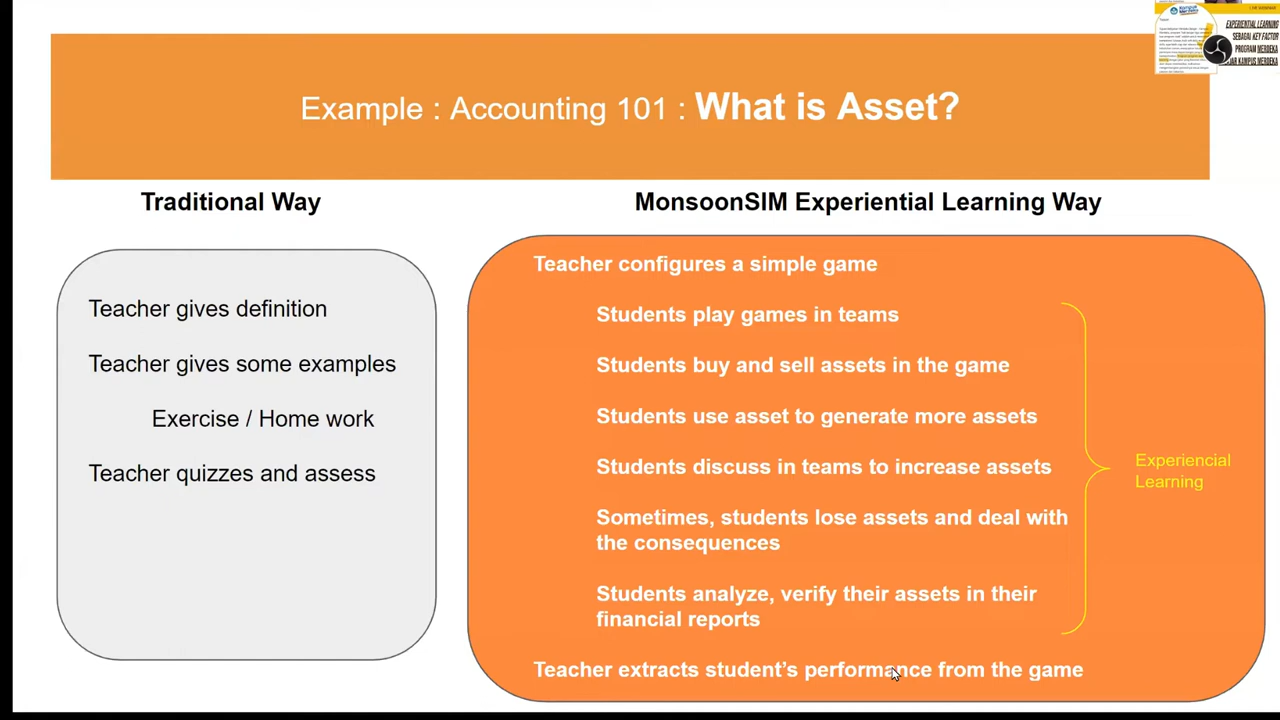 LIVE WEBINAR
EXPERIENTIAL LEARNING
SEBAGAI KEY FACTOR
PROGRAM MERDEKA
AJAR KAMPUS MERDEKA
Example : Accounting 101 : What is Asset?
Traditional Way
Teacher gives definition
Teacher gives some examples
Exercise / Home work
Teacher quizzes and assess
MonsoonSIM Experiential Learning Way
Teacher configures a simple game
Students play games in teams
Students buy and sell assets in the game
Students use asset to generate more assets
Students discuss in teams to increase assets
Sometimes, students lose assets and deal with
the consequences
Students analyze, verify their assets in their
financial reports
Teacher extracts student's performance from the game
Experiencial
Learning